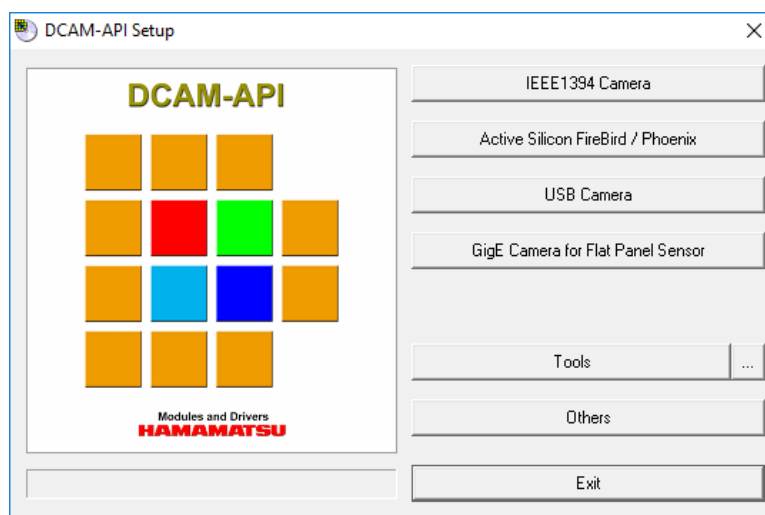 DCAM-API Setup
DCAM-API
Modules and Drivers
HAMAMATSU
IEEE1394 Camera
Active Silicon FireBird / Phoenix
USB Camera
GigE Camera for Flat Panel Sensor
Tools
...
Others
Exit